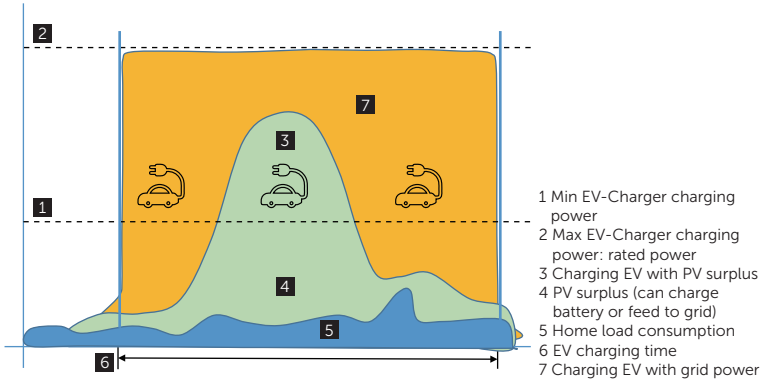 2
7
3
1
4
5
6
1 Min EV-Charger charging
power
2 Max EV-Charger charging
power: rated power
3 Charging EV with PV surplus
4 PV surplus (can charge
battery or feed to grid)
5 Home load consumption
6 EV charging time
7 Charging EV with grid power